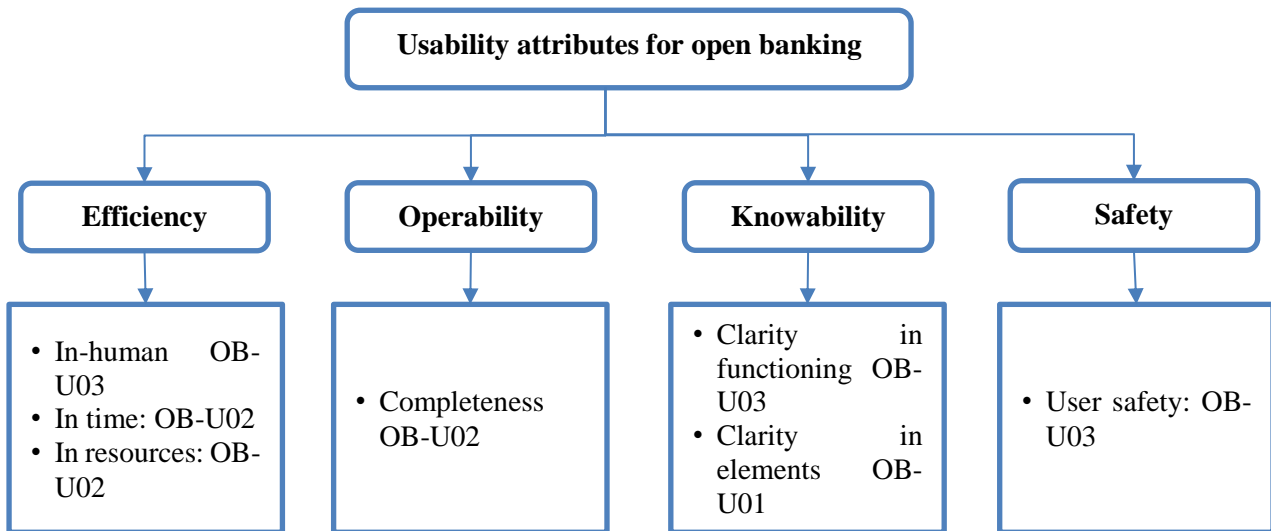 Usability attributes for open banking
Efficiency
Operability
Knowability
Safety
• In-human OB-
U03
• In time: OB-U02
• In resources: OB-
U02
• Completeness
OB-U02
• Clarity in
functioning OB-
U03
• Clarity in
elements OB-
U01
• User safety: OB-
U03